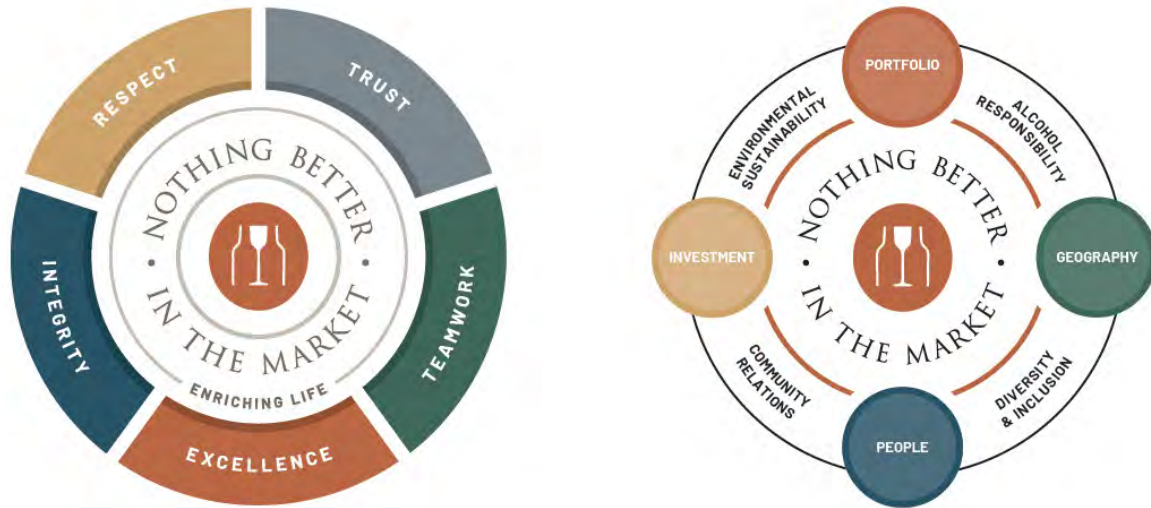 RESPECT
TRUST
INTEGRITY
TEAMWORK
EXCELLENCE
• NOTHING BETTER •
IN THE MARKET
ENRICHING LIFE
PORTFOLIO
ENVIRONMENTAL
SUSTAINABILITY
ALCOHOL
RESPONSIBILITY
INVESTMENT
GEOGRAPHY
• NOTHING BETTER •
IN THE MARKET
COMMUNITY
RELATIONS
DIVERSITY
& INCLUSION
PEOPLE